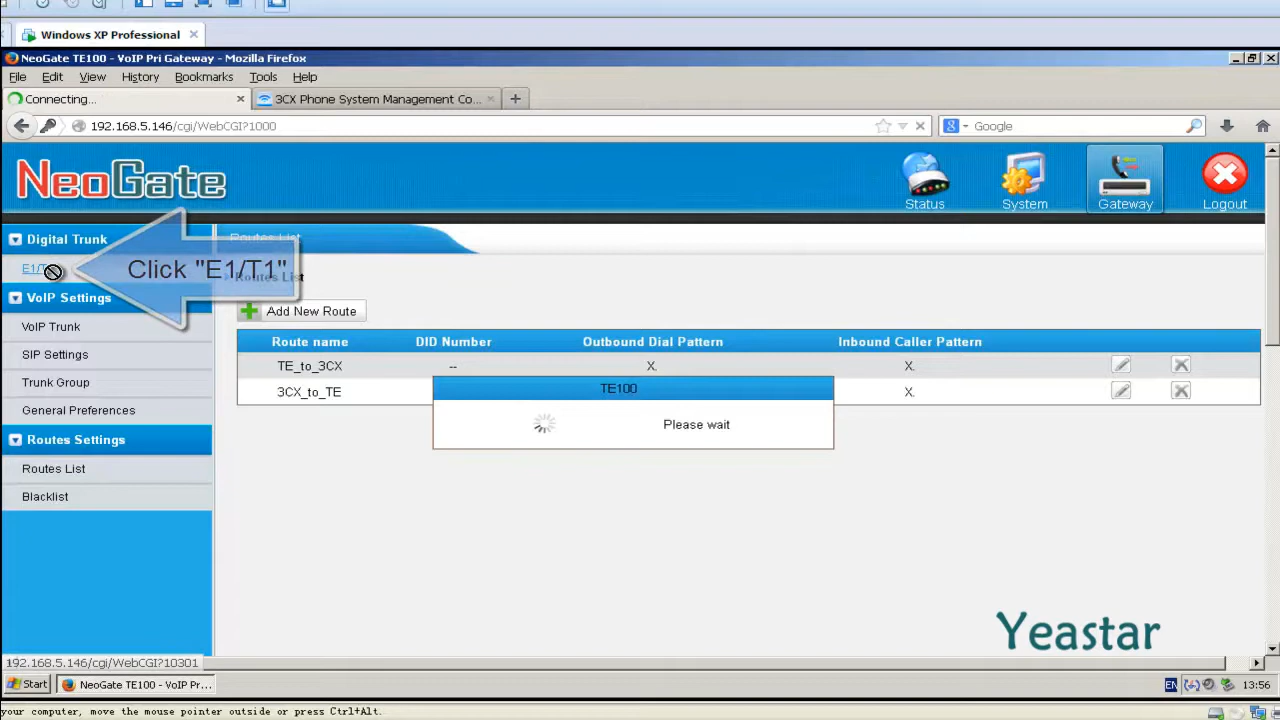 Windows XP Professional
NeoGate TE100 - VoIP Pri Gateway - Mozilla Firefox
File Edit View History Bookmarks Tools Help
Connecting... 3CX Phone System Management Co...
192.168.5.146/cgi/WebCGI?1000 Google
NeoGate
Status System Gateway Logout
Digital Trunk
Routes List
E1/T
Click "E1/T1"
Routes List
VoIP Settings
Add New Route
VoIP Trunk
Route name DID Number Outbound Dial Pattern Inbound Caller Pattern
SIP Settings
TE_to_3CX -- X. X.
Trunk Group
TE100
3CX_to_TE X.
General Preferences
Please wait
Routes Settings
Routes List
Blacklist
Yeastar
192.168.5.146/cgi/WebCGI?10301
Start NeoGate TE100 - VoIP Pr... EN 13:56
your computer, move the mouse pointer outside or press Ctrl+Alt.